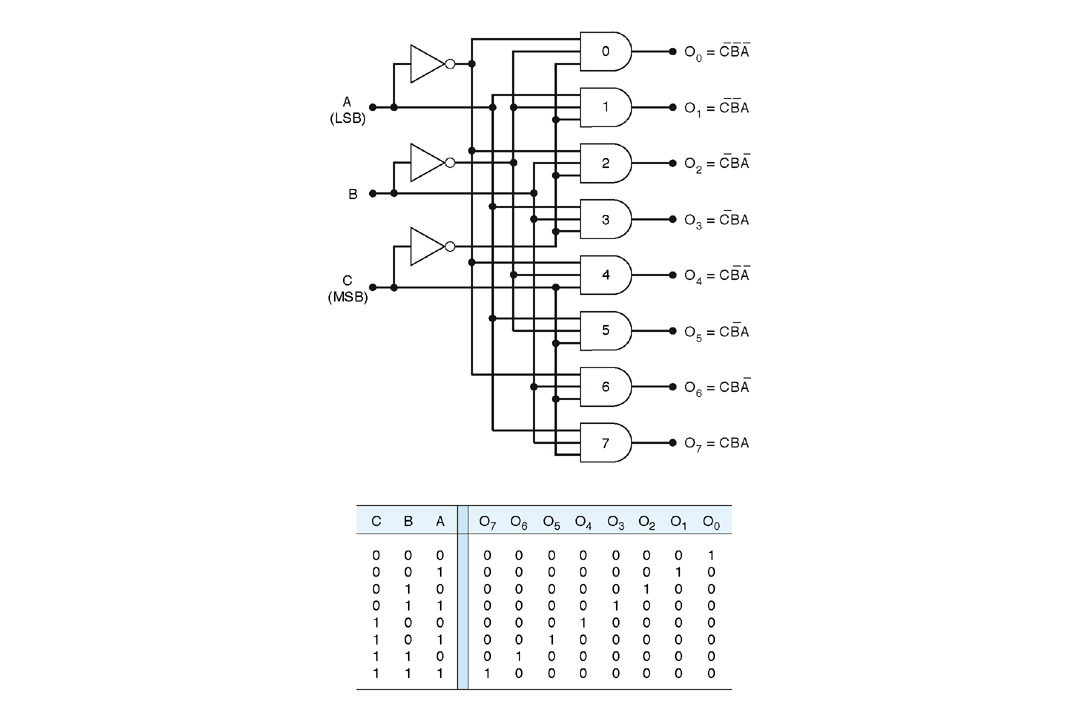 0 O₀ = C̅B̅A̅
A
(LSB)
1 O₁ = C̅B̅A
2 O₂ = C̅BA̅
B
3 O₃ = C̅BA
C
(MSB)
4 O₄ = CB̅A̅
5 O₅ = CB̅A
6 O₆ = CBA̅
7 O₇ = CBA
C B A O₇ O₆ O₅ O₄ O₃ O₂ O₁ O₀
0 0 0 0 0 0 0 0 0 0 1
0 0 1 0 0 0 0 0 0 1 0
0 1 0 0 0 0 0 0 1 0 0
0 1 1 0 0 0 0 1 0 0 0
1 0 0 0 0 0 1 0 0 0 0
1 0 1 0 0 1 0 0 0 0 0
1 1 0 0 1 0 0 0 0 0 0
1 1 1 1 0 0 0 0 0 0 0